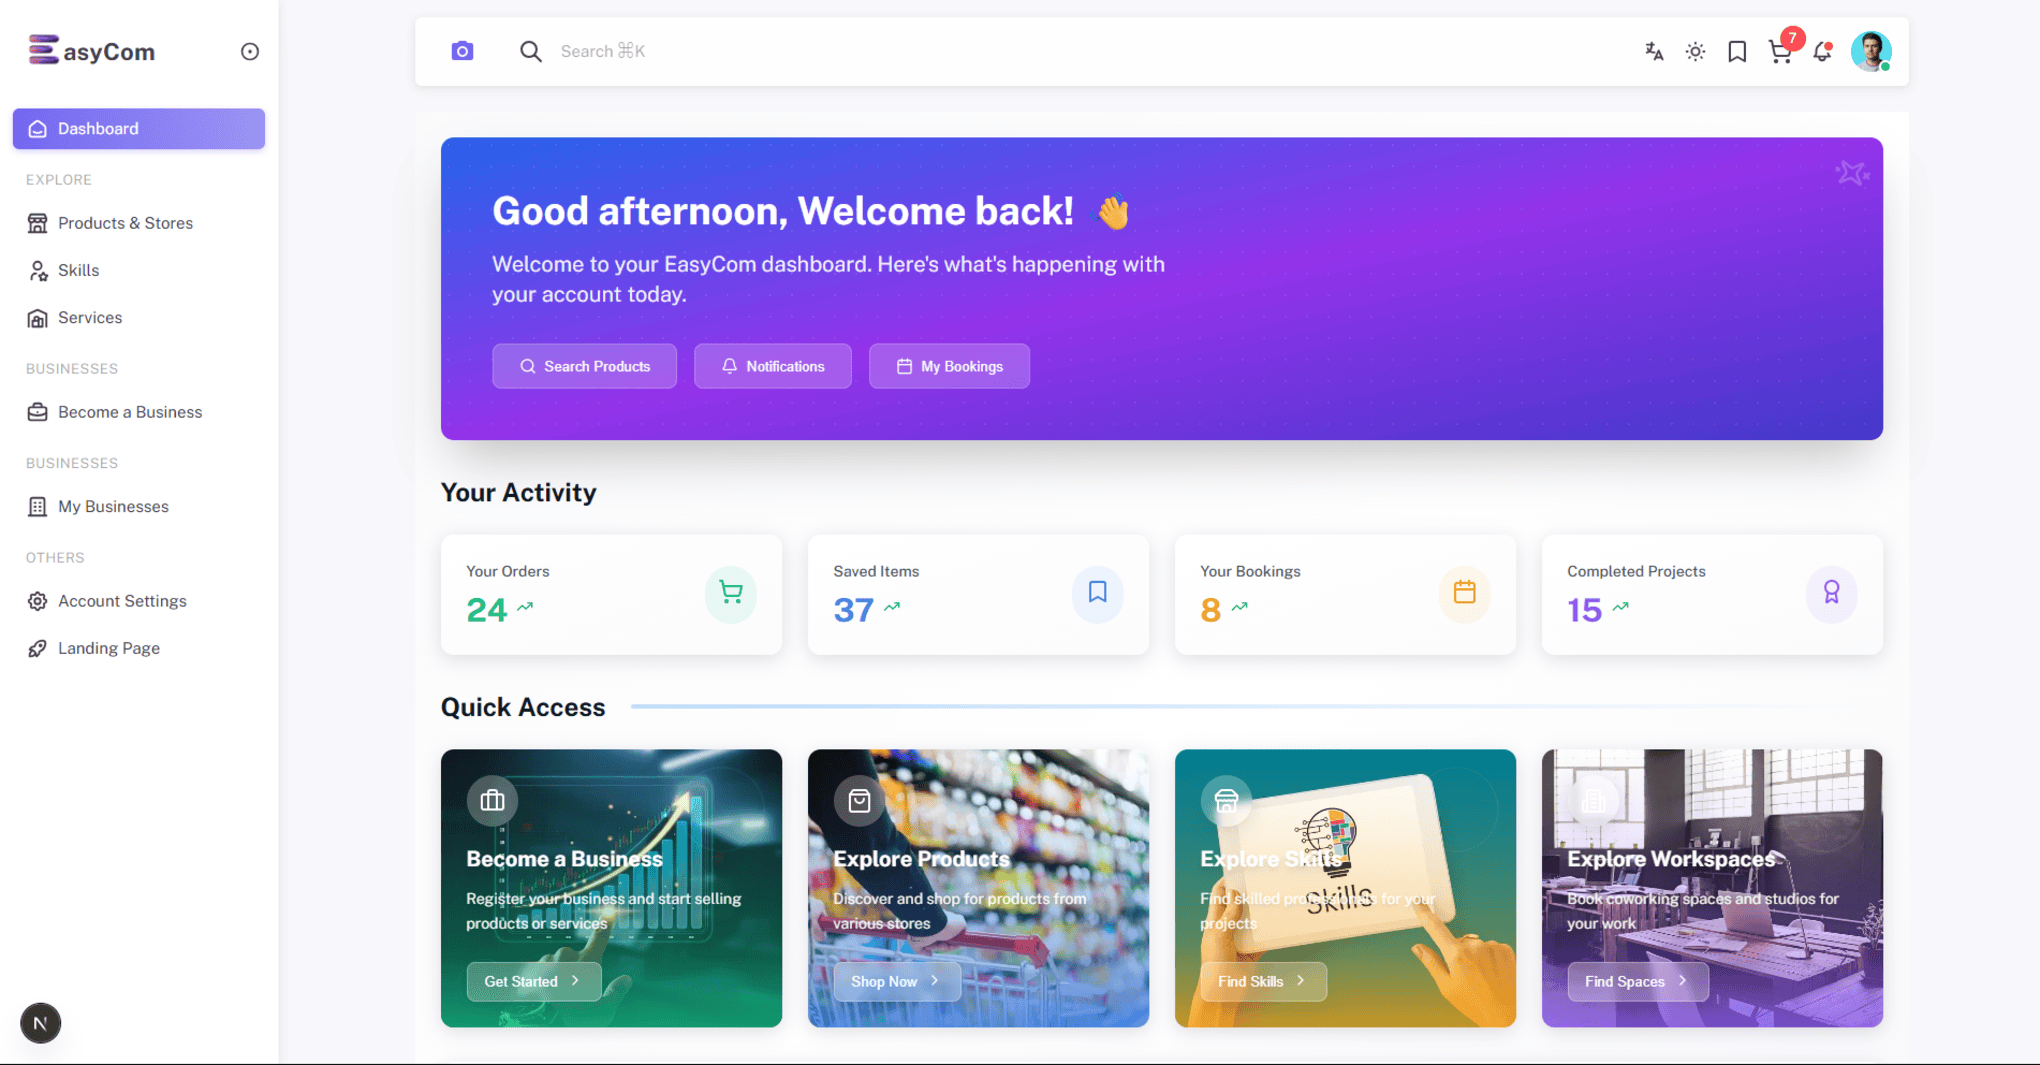 EasyCom
Search ⌘K
7
Dashboard
EXPLORE
Products & Stores
Skills
Services
BUSINESSES
Become a Business
BUSINESSES
My Businesses
OTHERS
Account Settings
Landing Page
N
Good afternoon, Welcome back! 👋
Welcome to your EasyCom dashboard. Here's what's happening with
your account today.
Search Products
Notifications
My Bookings
Your Activity
Your Orders
24
Saved Items
37
Your Bookings
8
Completed Projects
15
Quick Access
Become a Business
Register your business and start selling
products or services
Get Started
Explore Products
Discover and shop for products from
various stores
Shop Now
Explore Skills
Find skilled professionals for your
projects
Skills
Find Skills
Explore Workspaces
Book coworking spaces and studios for
your work
Find Spaces